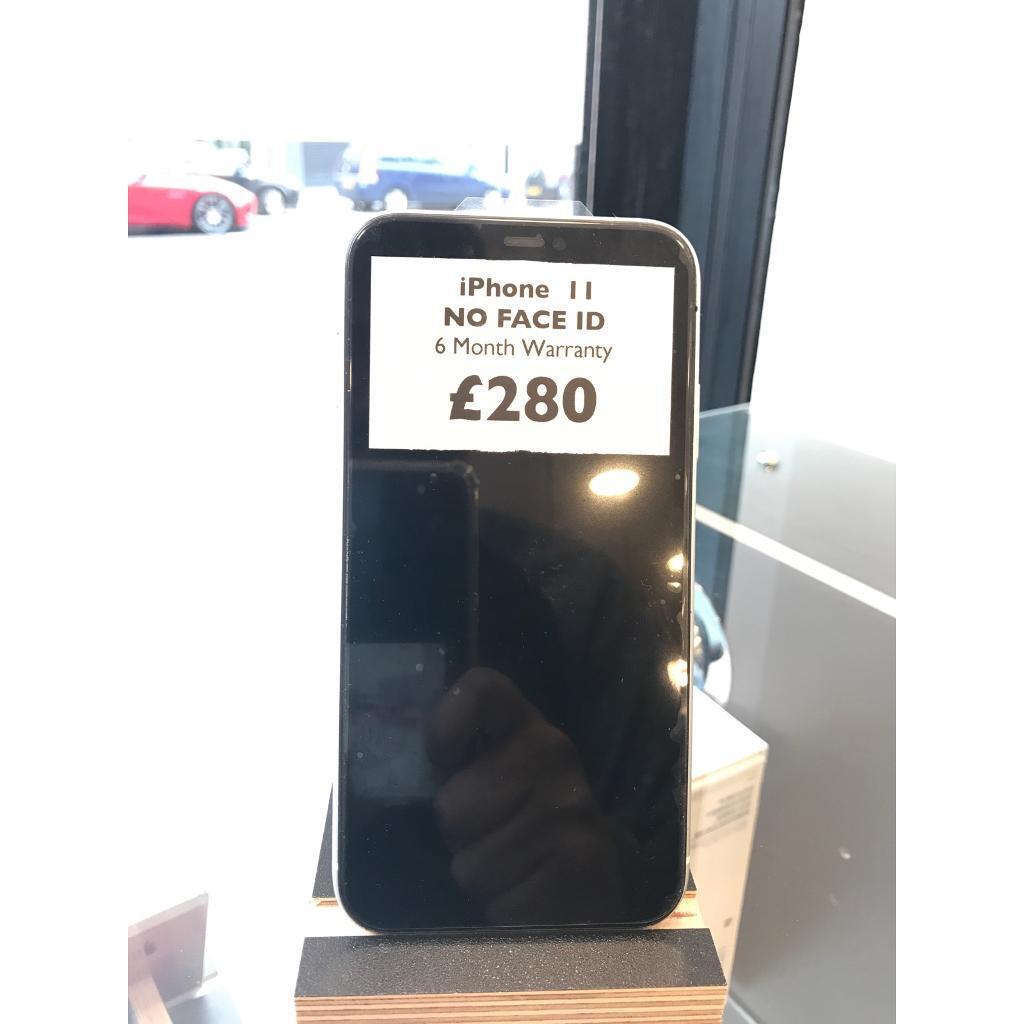 iPhone 11
NO FACE ID
6 Month Warranty
£280